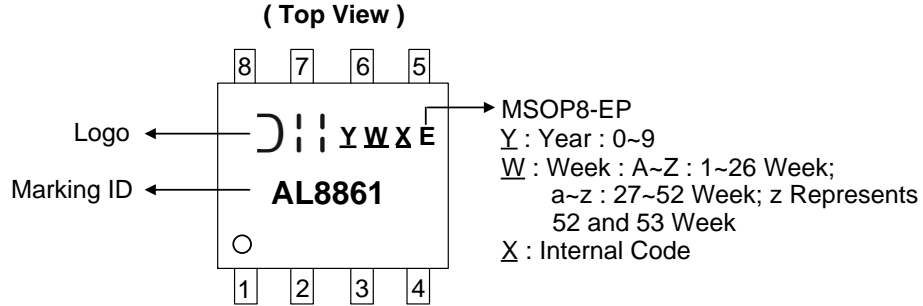 ( Top View )
8 7 6 5
Logo
Y W X E
MSOP8-EP
Y : Year : 0~9
W : Week : A~Z : 1~26 Week;
a~z : 27~52 Week; z Represents
52 and 53 Week
X : Internal Code
Marking ID
AL8861
1 2 3 4